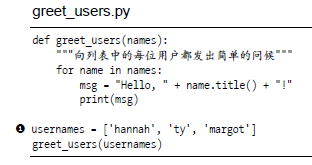 greet_users.py
def greet_users(names):
    """向列表中的每位用户都发出简单的问候"""
    for name in names:
        msg = "Hello, " + name.title() + "!"
        print(msg)
❶ usernames = ['hannah', 'ty', 'margot']
greet_users(usernames)